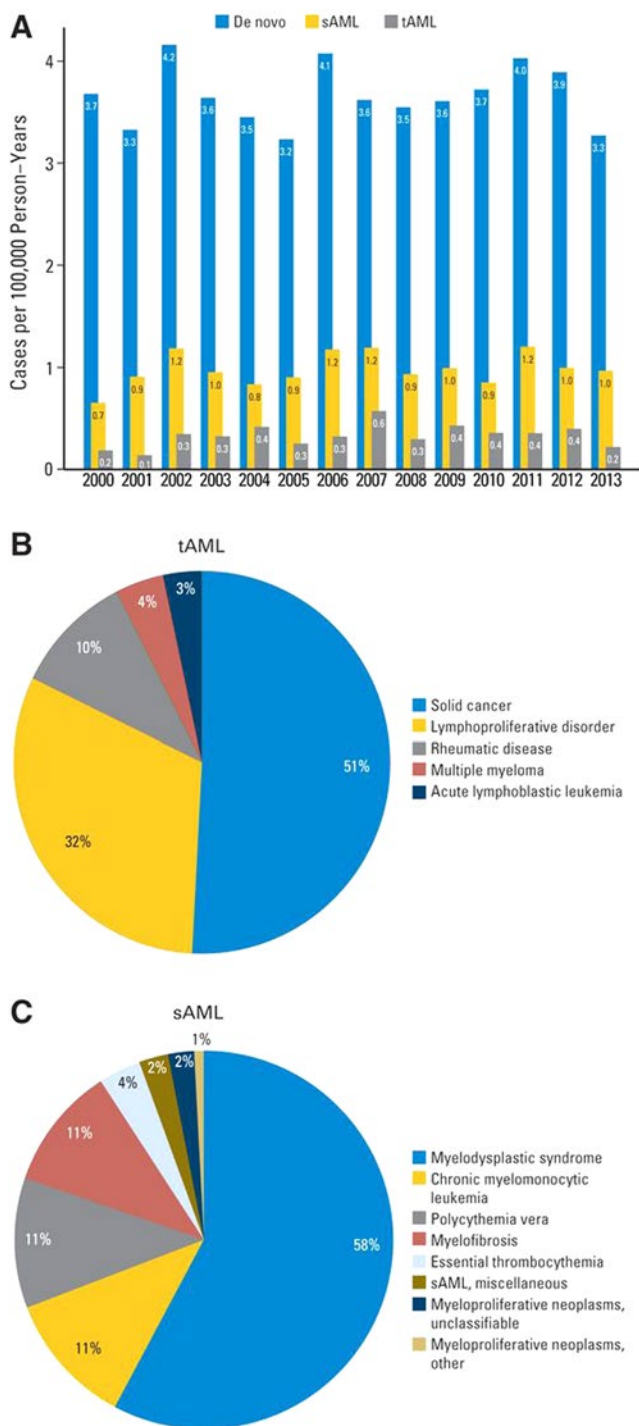 A
De novo sAML tAML
Cases per 100,000 Person–Years
4
3
2
1
0
3.7 0.7 0.2
3.3 0.9 0.1
4.2 1.2 0.3
3.6 1.0 0.3
3.5 0.8 0.4
3.2 0.9 0.3
4.1 1.2 0.3
3.6 1.2 0.6
3.5 0.9 0.3
3.6 1.0 0.4
3.7 0.9 0.4
4.0 1.2 0.4
3.9 1.0 0.4
3.3 1.0 0.2
2000 2001 2002 2003 2004 2005 2006 2007 2008 2009 2010 2011 2012 2013
B
tAML
3%
4%
10%
51%
32%
Solid cancer
Lymphoproliferative disorder
Rheumatic disease
Multiple myeloma
Acute lymphoblastic leukemia
C
sAML
1%
2%
2%
4%
11%
11%
58%
11%
Myelodysplastic syndrome
Chronic myelomonocytic
leukemia
Polycythemia vera
Myelofibrosis
Essential thrombocythemia
sAML, miscellaneous
Myeloproliferative neoplasms,
unclassifiable
Myeloproliferative neoplasms,
other